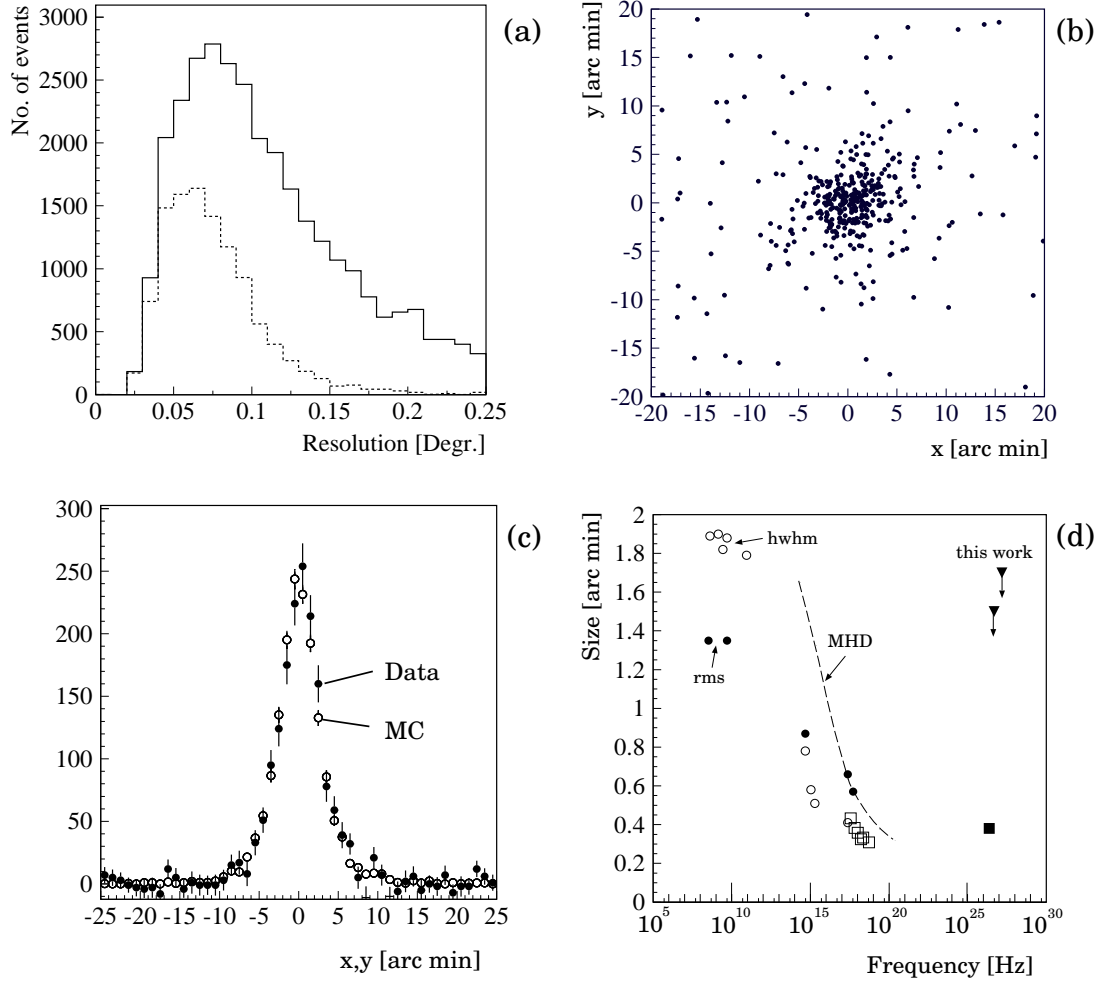 (a)
No. of events
3000
2500
2000
1500
1000
500
0
0 0.05 0.1 0.15 0.2 0.25
Resolution [Degr.]
(b)
y [arc min]
20
15
10
5
0
-5
-10
-15
-20
-20 -15 -10 -5 0 5 10 15 20
x [arc min]
(c)
300
250
200
150
100
50
0
Data
MC
-25 -20 -15 -10 -5 0 5 10 15 20 25
x,y [arc min]
(d)
Size [arc min]
2
1.8
1.6
1.4
1.2
1
0.8
0.6
0.4
0.2
0
hwhm
this work
MHD
rms
10^5 10^10 10^15 10^20 10^25 10^30
Frequency [Hz]